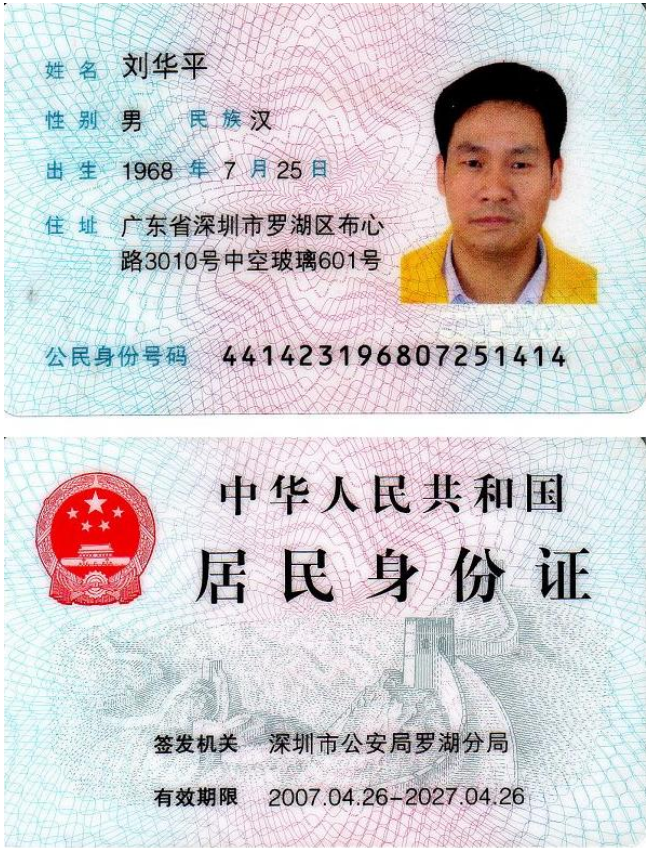 姓名 刘华平
性别 男 民族 汉
出生 1968 年 7 月 25 日
住址 广东省深圳市罗湖区布心
路3010号中空玻璃601号
公民身份号码 441423196807251414
中华人民共和国
居民身份证
签发机关 深圳市公安局罗湖分局
有效期限 2007.04.26-2027.04.26